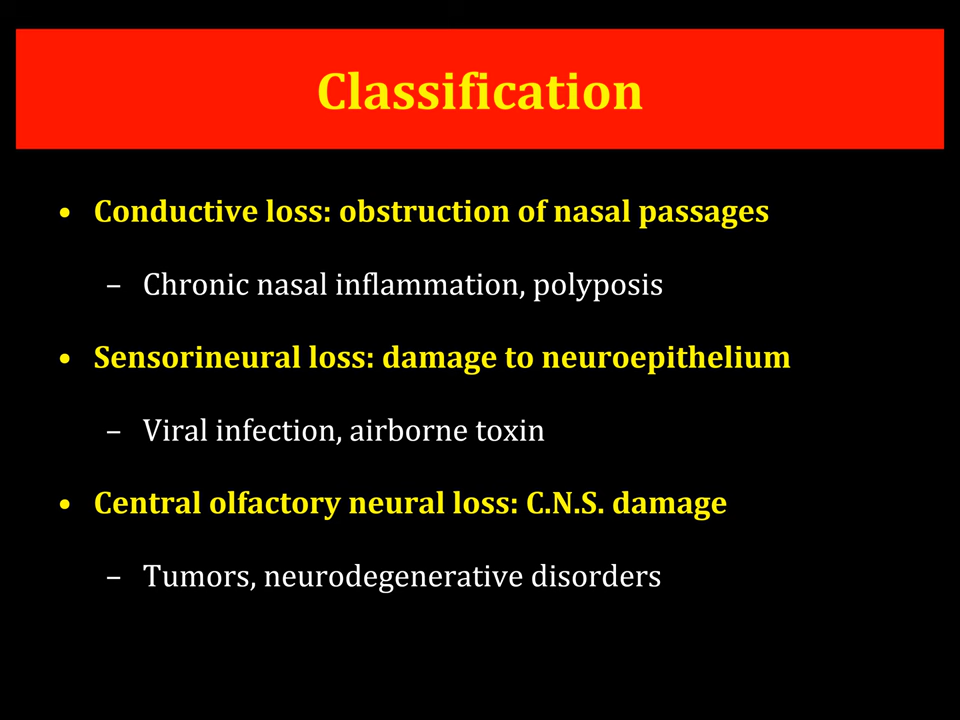 Classification
• Conductive loss: obstruction of nasal passages
– Chronic nasal inflammation, polyposis
• Sensorineural loss: damage to neuroepithelium
– Viral infection, airborne toxin
• Central olfactory neural loss: C.N.S. damage
– Tumors, neurodegenerative disorders